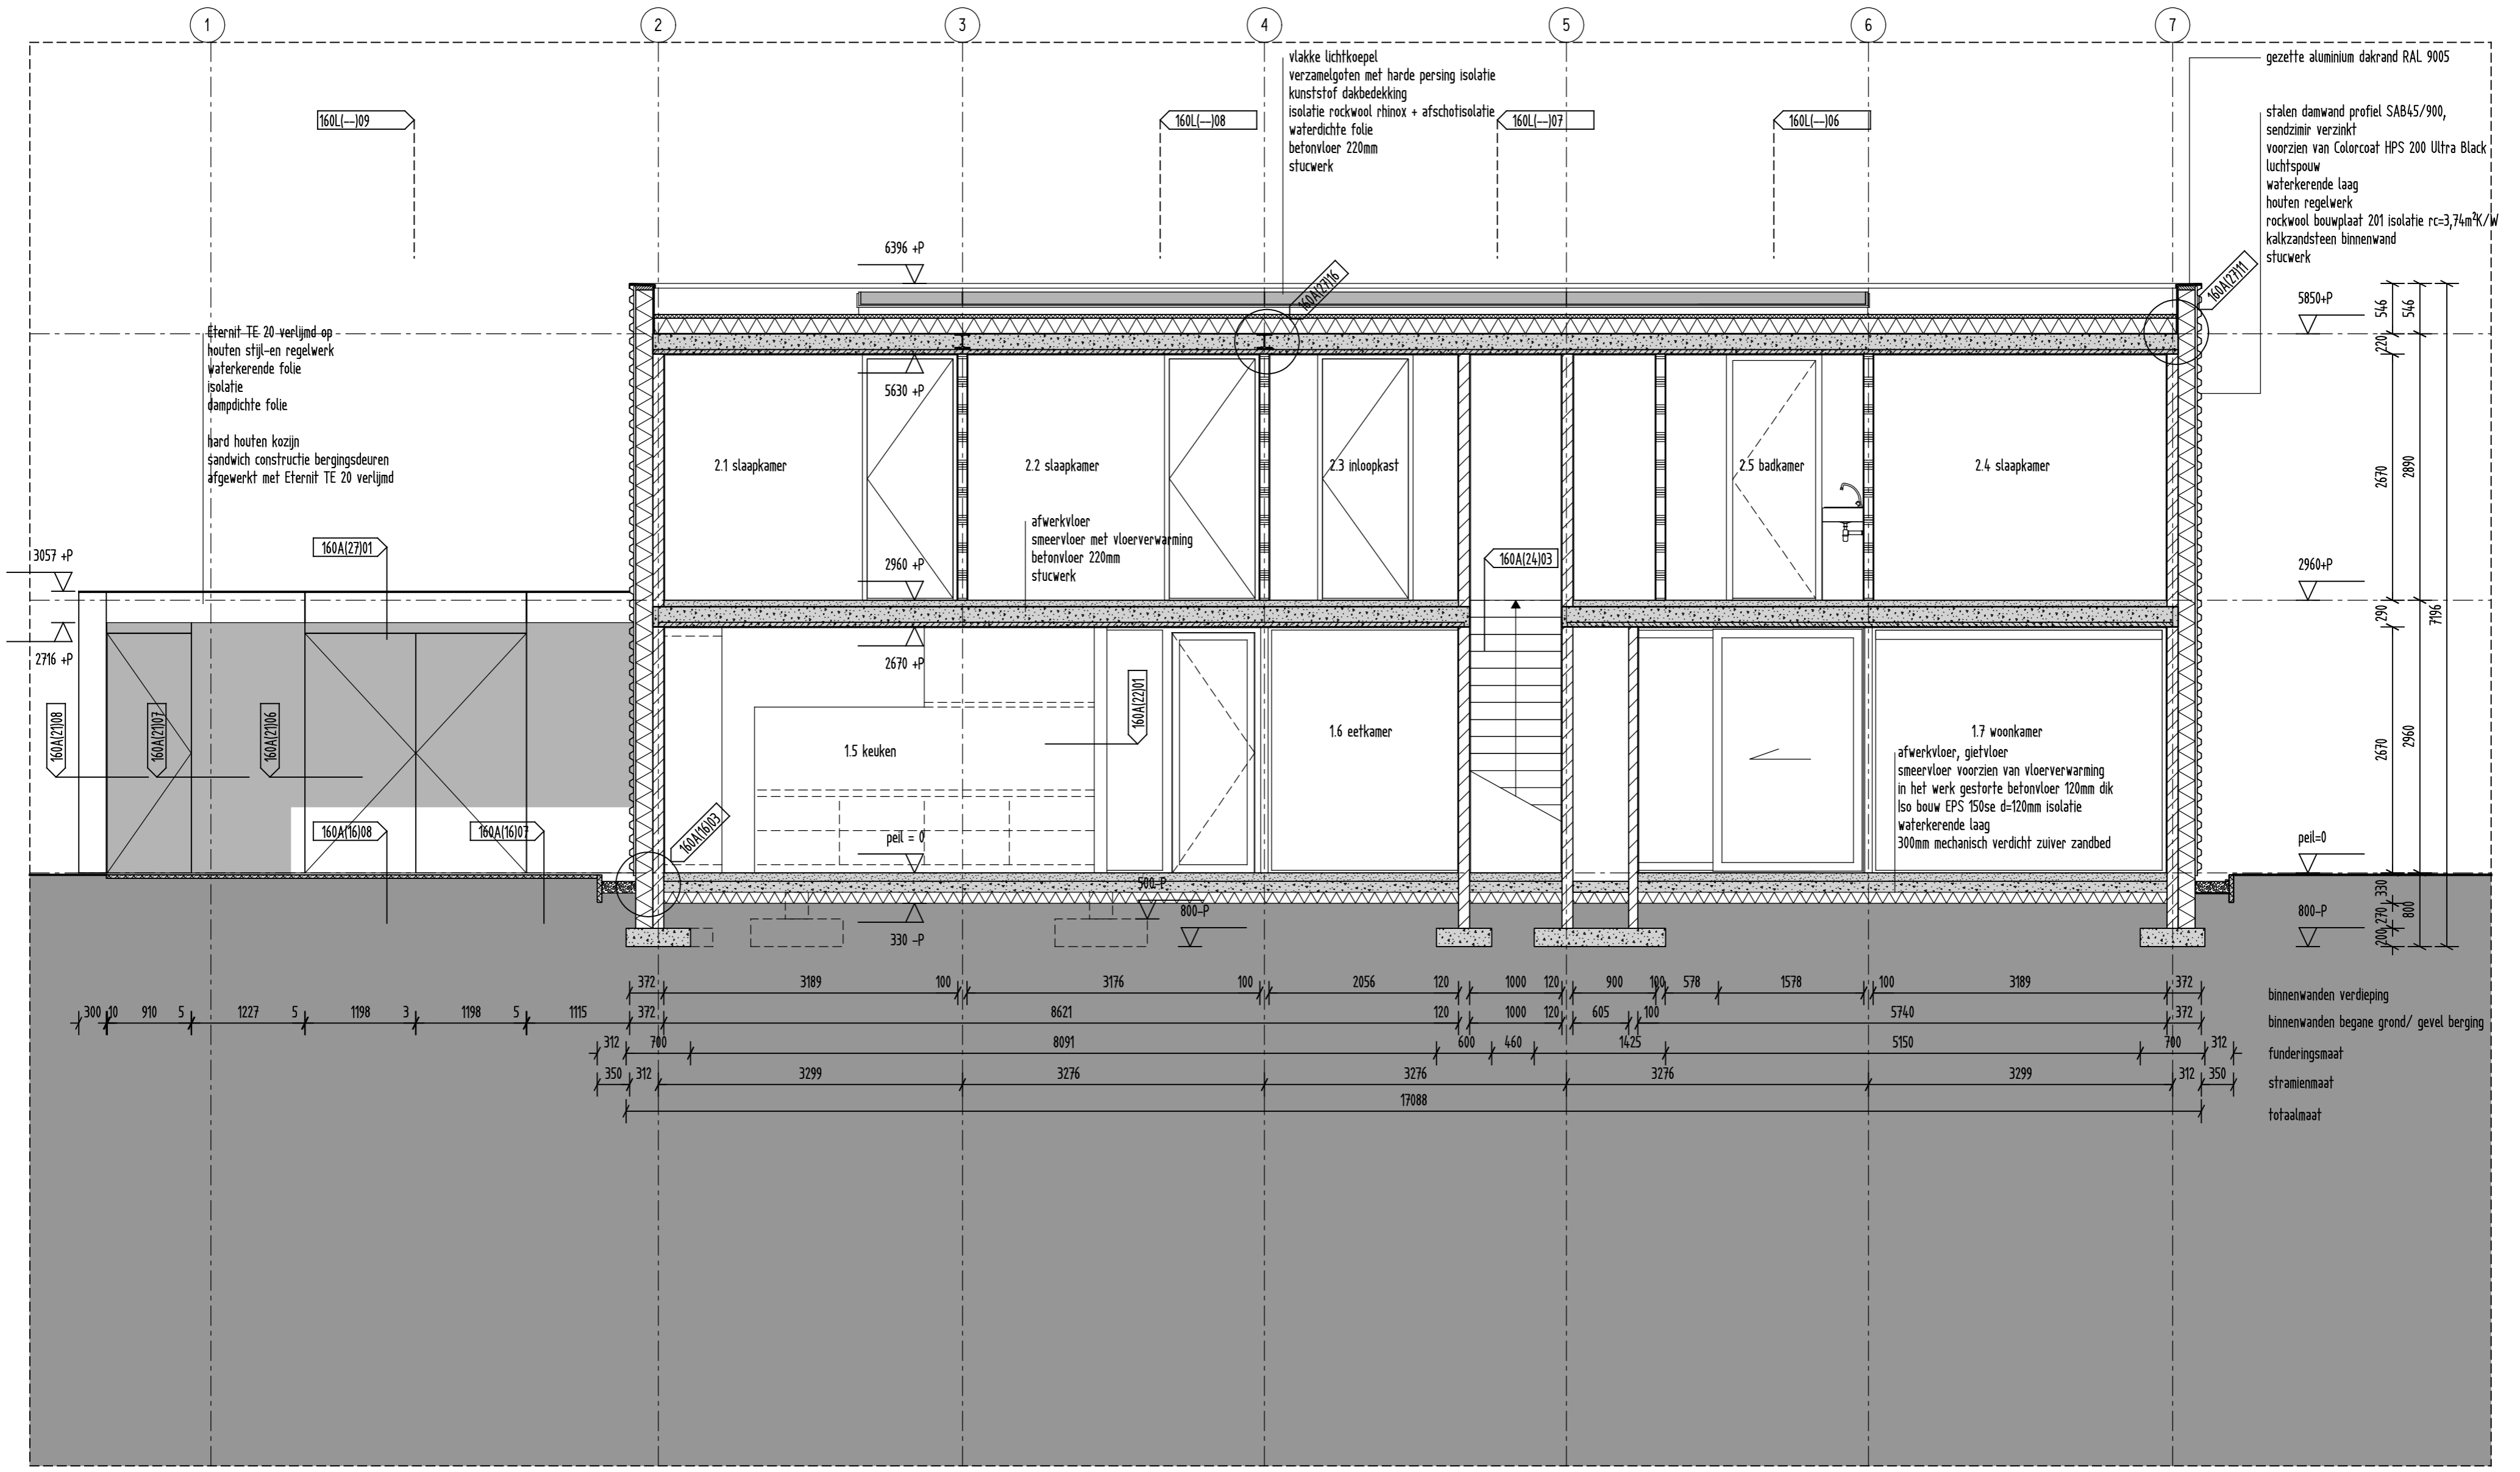 1
2
3
4
5
6
7
vlakke lichtkoepel
verzamelgoten met harde persing isolatie
kunststof dakbedekking
isolatie rockwool rhinox + afschotisolatie
waterdichte folie
betonvloer 220mm
stucwerk
gezette aluminium dakrand RAL 9005
stalen damwand profiel SAB45/900,
sendzimir verzinkt
voorzien van Colorcoat HPS 200 Ultra Black
luchtspouw
waterkerende laag
houten regelwerk
rockwool bouwplaat 201 isolatie rc=3,74m²K/W
kalkzandsteen binnenwand
stucwerk
160L(--)09
160L(--)08
160L(--)07
160L(--)06
6396 +P
160A(27)16
160A(27)11
5850+P
546
546
220
Eternit TE 20 verlijmd op
houten stijl-en regelwerk
waterkerende folie
isolatie
dampdichte folie
hard houten kozijn
sandwich constructie bergingsdeuren
afgewerkt met Eternit TE 20 verlijmd
5630 +P
2.1 slaapkamer
2.2 slaapkamer
2.3 inloopkast
2.5 badkamer
2.4 slaapkamer
2670
2890
afwerkvloer
smeervloer met vloerverwarming
betonvloer 220mm
stucwerk
3057 +P
160A(27)01
2960 +P
160A(24)03
2960+P
290
7196
2716 +P
2670 +P
160A(21)08
160A(21)07
160A(21)06
160A(22)01
1.5 keuken
1.6 eetkamer
1.7 woonkamer
afwerkvloer, gietvloer
smeervloer voorzien van vloerverwarming
in het werk gestorte betonvloer 120mm dik
Iso bouw EPS 150se d=120mm isolatie
waterkerende laag
300mm mechanisch verdicht zuiver zandbed
2670
2960
160A(16)08
160A(16)07
160A(16)03
peil = 0
peil=0
500-P
800-P
330 -P
800-P
330
270
200
800
372
3189
100
3176
100
2056
120
1000
120
900
100
578
1578
100
3189
372
binnenwanden verdieping
300
10
910
5
1227
5
1198
3
1198
5
1115
372
8621
120
1000
120
605
100
5740
372
binnenwanden begane grond/ gevel berging
312
700
8091
600
460
1425
5150
700
312
funderingsmaat
350
312
3299
3276
3276
3276
3299
312
350
stramienmaat
17088
totaalmaat